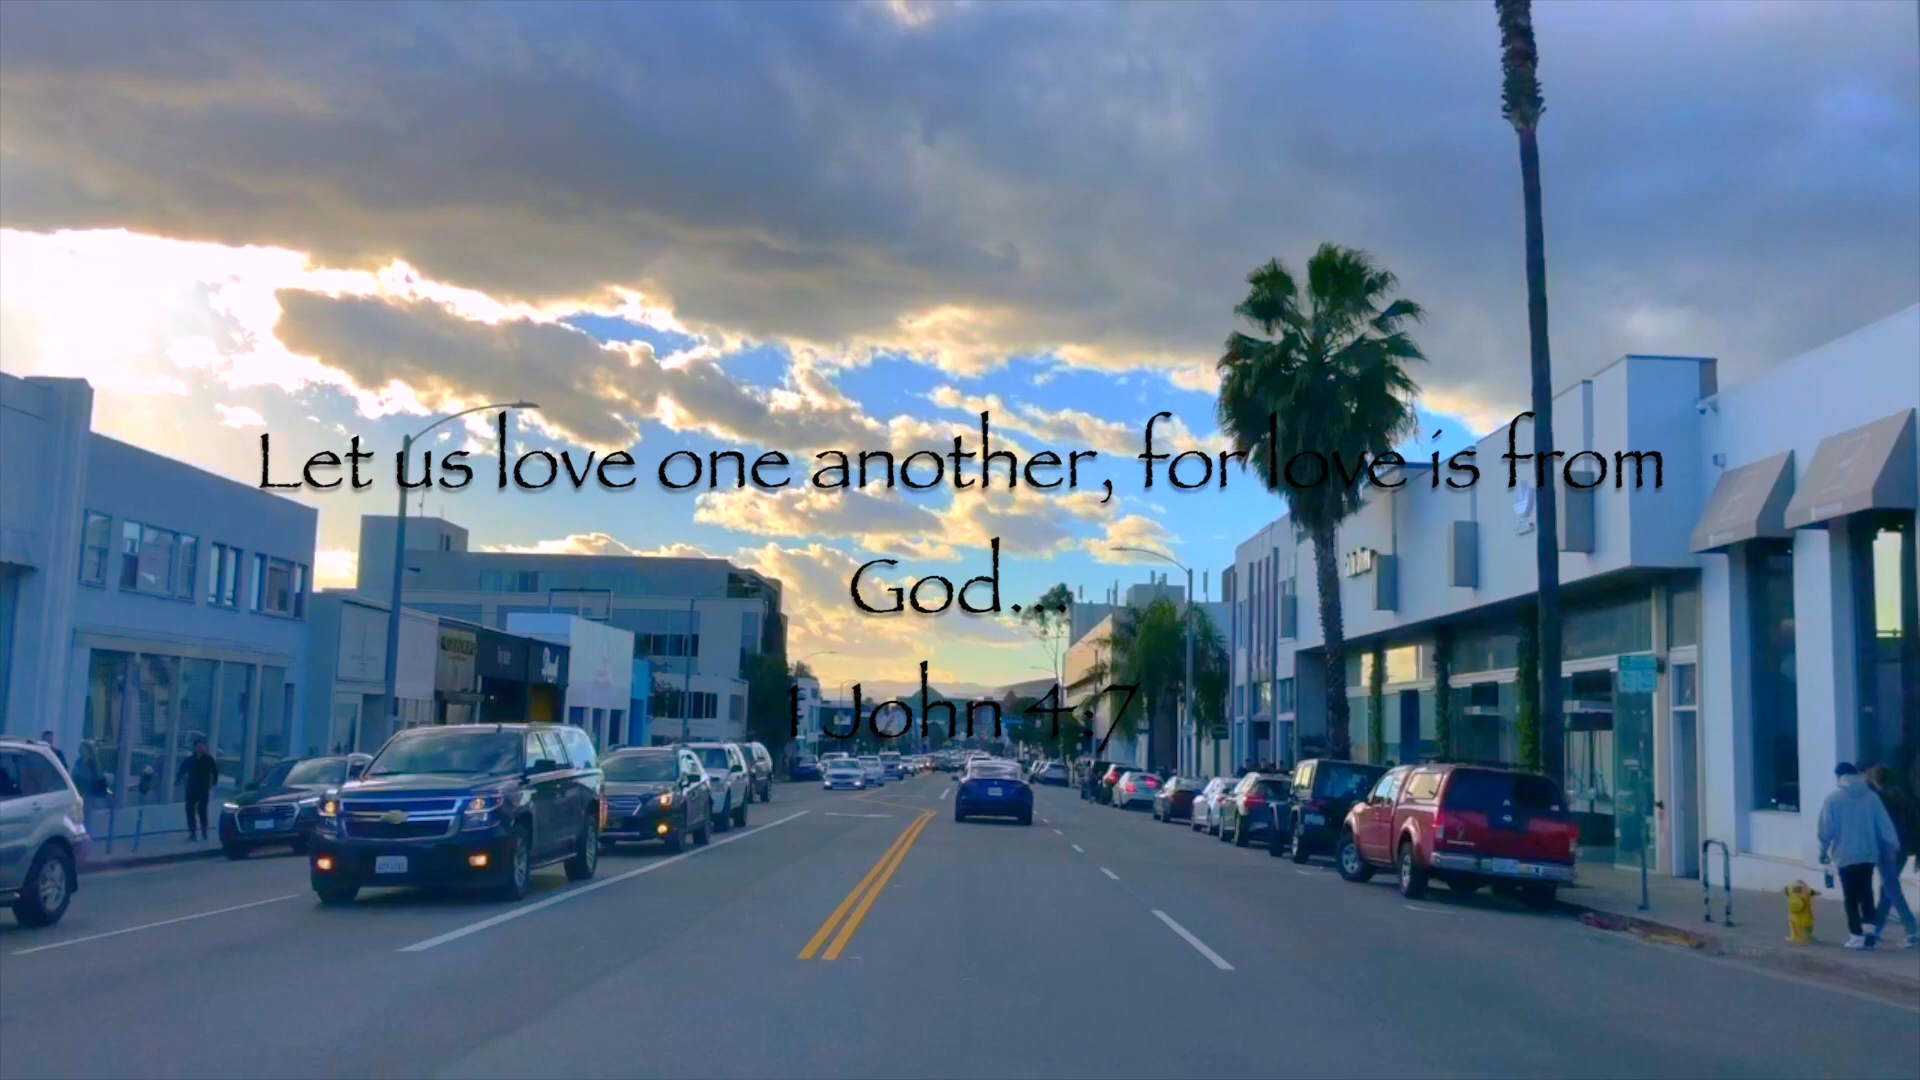 Let us love one another, for love is from
God...
1 John 4:7